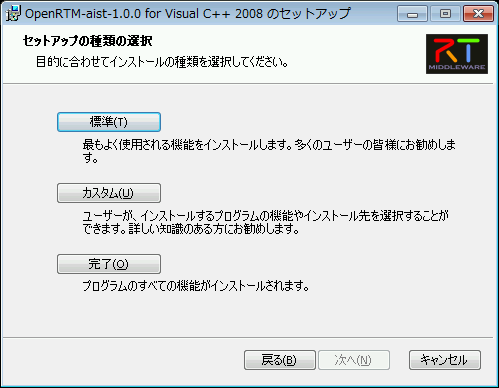 OpenRTM-aist-1.0.0 for Visual C++ 2008 のセットアップ
セットアップの種類の選択
目的に合わせてインストールの種類を選択してください。
RT
MIDDLEWARE
標準(T)
最もよく使用される機能をインストールします。多くのユーザーの皆様にお勧めしま
す。
カスタム(U)
ユーザーが、インストールするプログラムの機能やインストール先を選択することが
できます。詳しい知識のある方にお勧めします。
完了(O)
プログラムのすべての機能がインストールされます。
戻る(B)
次へ(N)
キャンセル